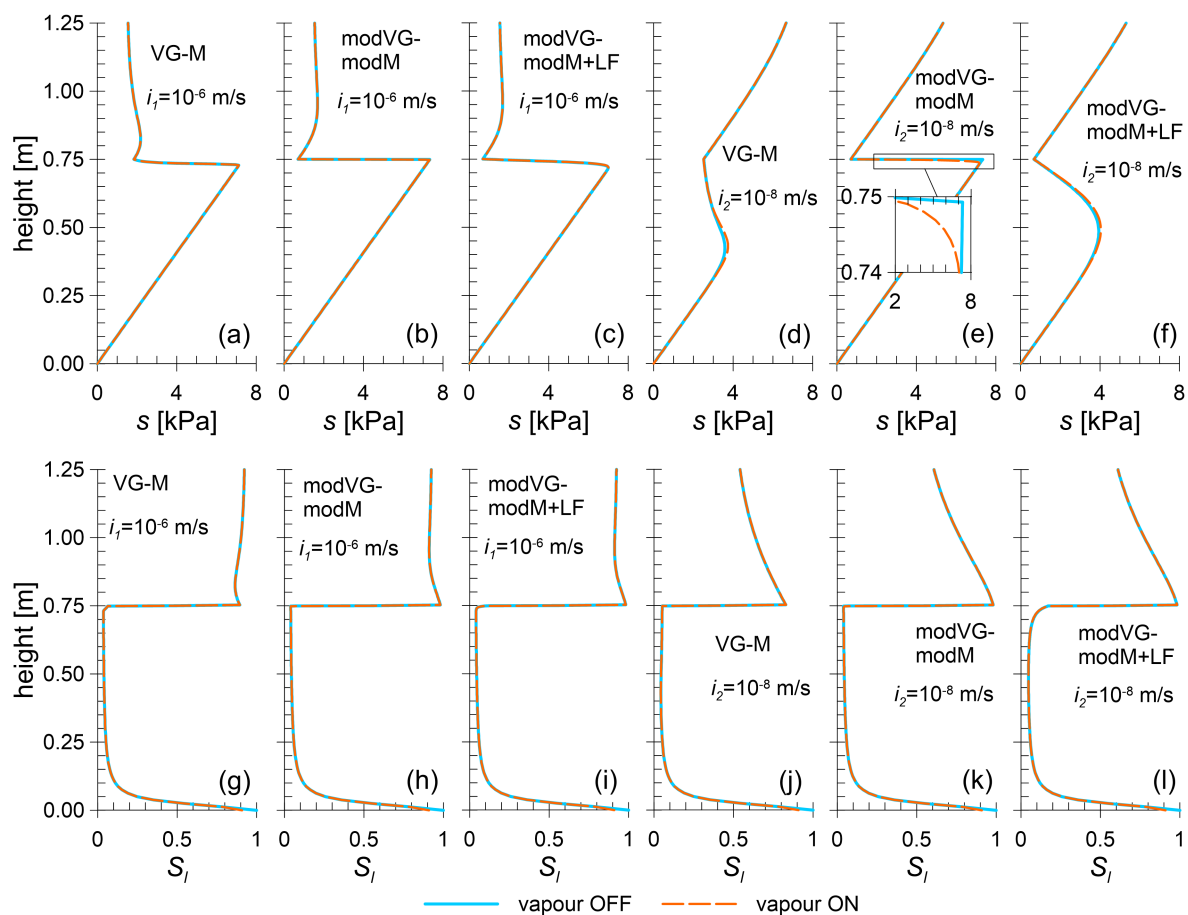 1.25
1.00
0.75
0.50
0.25
0.00
height [m]
VG-M
i1=10-6 m/s
(a)
0 4 8
s [kPa]
modVG-
modM
i1=10-6 m/s
(b)
0 4 8
s [kPa]
modVG-
modM+LF
i1=10-6 m/s
(c)
0 4 8
s [kPa]
VG-M
i2=10-8 m/s
(d)
0 4 8
s [kPa]
modVG-
modM
i2=10-8 m/s
0.75
0.74
2 8
(e)
0 4 8
s [kPa]
modVG-
modM+LF
i2=10-8 m/s
(f)
0 4 8
s [kPa]
1.25
1.00
0.75
0.50
0.25
0.00
height [m]
VG-M
i1=10-6 m/s
(g)
0 0.5 1
Sl
modVG-
modM
i1=10-6 m/s
(h)
0 0.5 1
Sl
modVG-
modM+LF
i1=10-6 m/s
(i)
0 0.5 1
Sl
VG-M
i2=10-8 m/s
(j)
0 0.5 1
Sl
modVG-
modM
i2=10-8 m/s
(k)
0 0.5 1
Sl
modVG-
modM+LF
i2=10-8 m/s
(l)
0 0.5 1
Sl
vapour OFF vapour ON